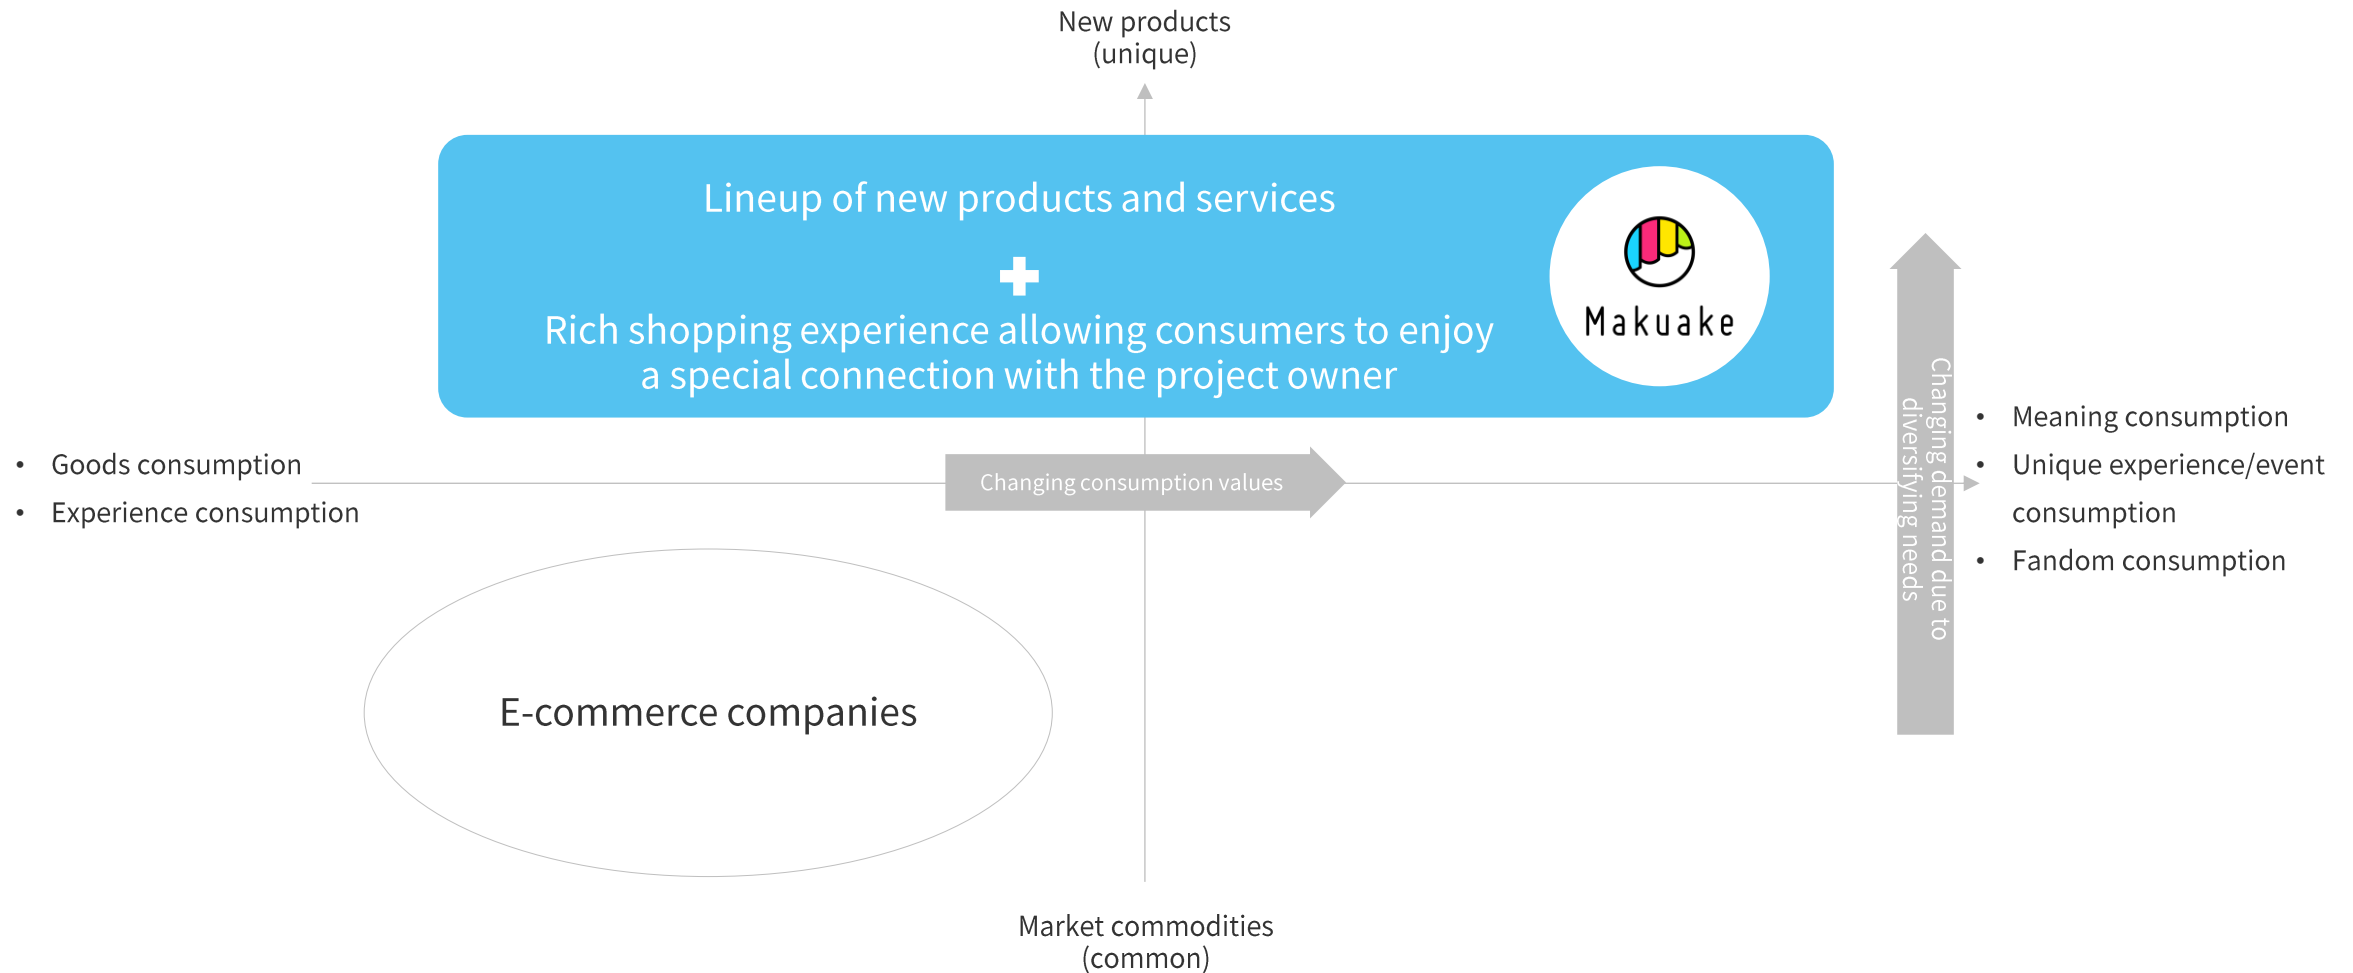 New products
(unique)
Lineup of new products and services
Rich shopping experience allowing consumers to enjoy
a special connection with the project owner
Makuake
• Goods consumption
• Experience consumption
Changing consumption values
Changing demand due to
diversifying needs
• Meaning consumption
• Unique experience/event
consumption
• Fandom consumption
E-commerce companies
Market commodities
(common)